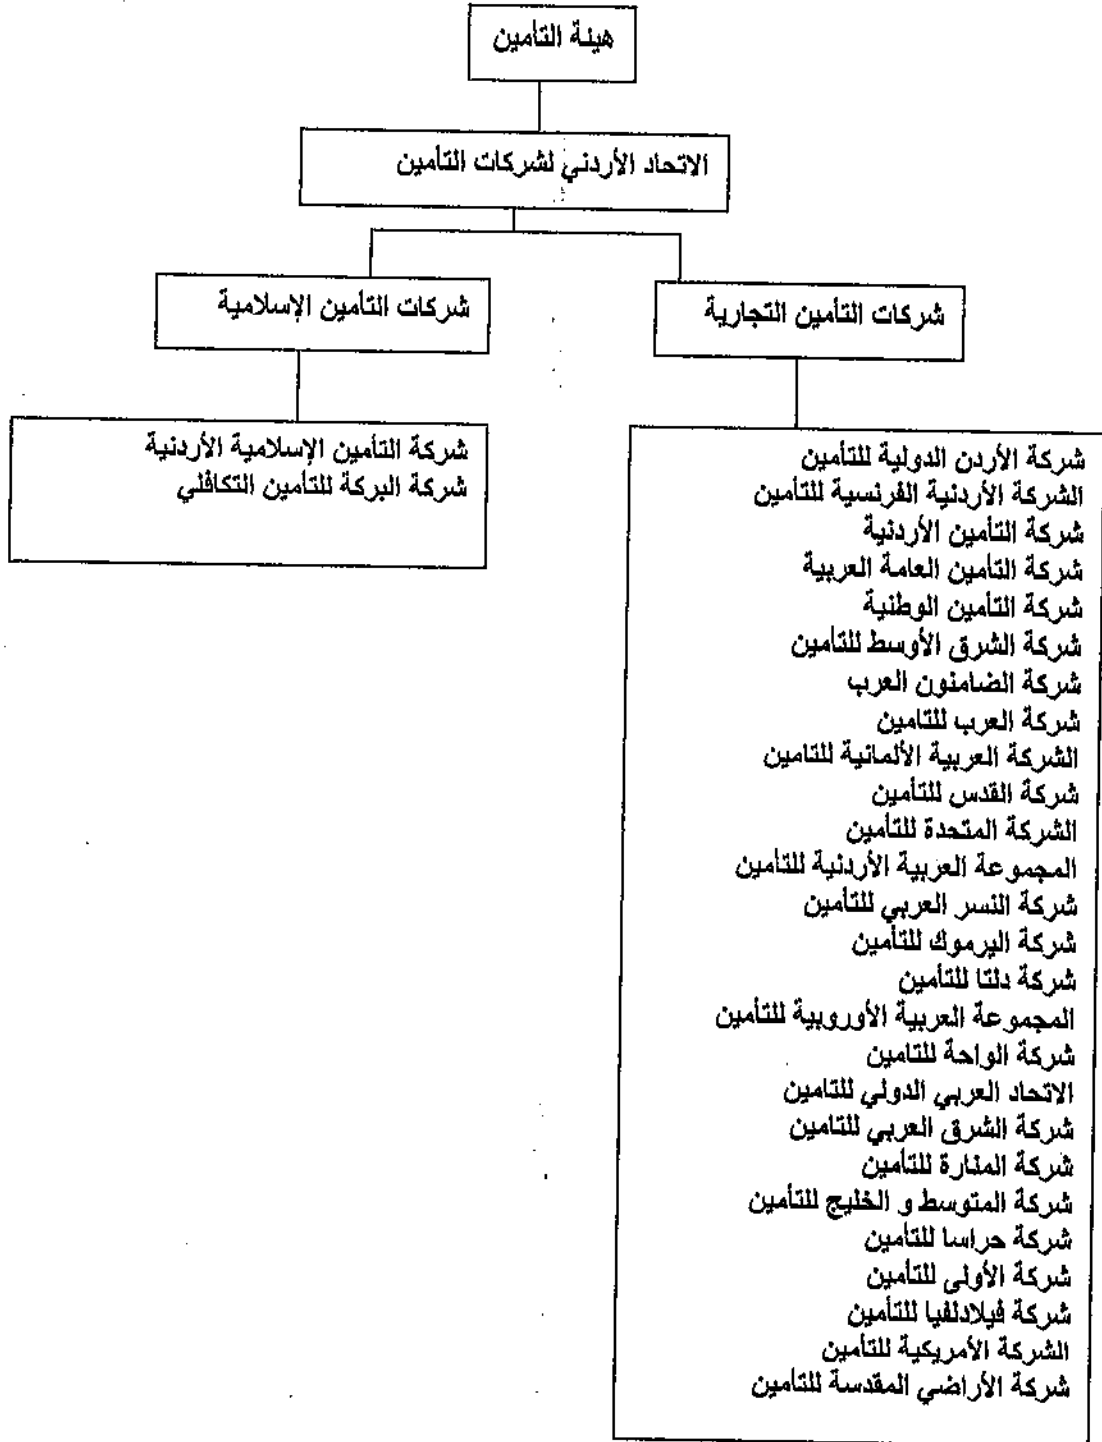 هيئة التأمين
الاتحاد الأردني لشركات التأمين
شركات التأمين التجارية
شركات التأمين الإسلامية
شركة الأردن الدولية للتأمين
الشركة الأردنية الفرنسية للتأمين
شركة التأمين الأردنية
شركة التأمين العامة العربية
شركة التأمين الوطنية
شركة الشرق الأوسط للتأمين
شركة الضامنون العرب
شركة العرب للتامين
الشركة العربية الألمانية للتامين
شركة القدس للتأمين
الشركة المتحدة للتأمين
المجموعة العربية الأردنية للتأمين
شركة النسر العربي للتأمين
شركة اليرموك للتأمين
شركة دلتا للتأمين
المجموعة العربية الأوروبية للتأمين
شركة الواحة للتامين
الاتحاد العربي الدولي للتامين
شركة الشرق العربي للتأمين
شركة المنارة للتأمين
شركة المتوسط و الخليج للتأمين
شركة حراسا للتأمين
شركة الأولى للتأمين
شركة فيلادلفيا للتأمين
الشركة الأمريكية للتأمين
شركة الأراضي المقدسة للتأمين
شركة التأمين الإسلامية الأردنية
شركة البركة للتأمين التكافلي